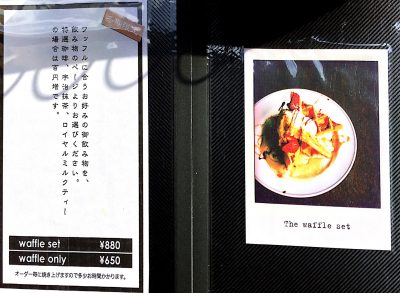 ワッフルに合うお好みの御飲み物を、
飲み物のページよりお選びください。
特選珈琲、宇治抹茶、ロイヤルミルクティー
の場合は百円増です。
waffle set ¥880
waffle only ¥650
オーダー毎に焼き上げますので多少お時間かかります。
The waffle set